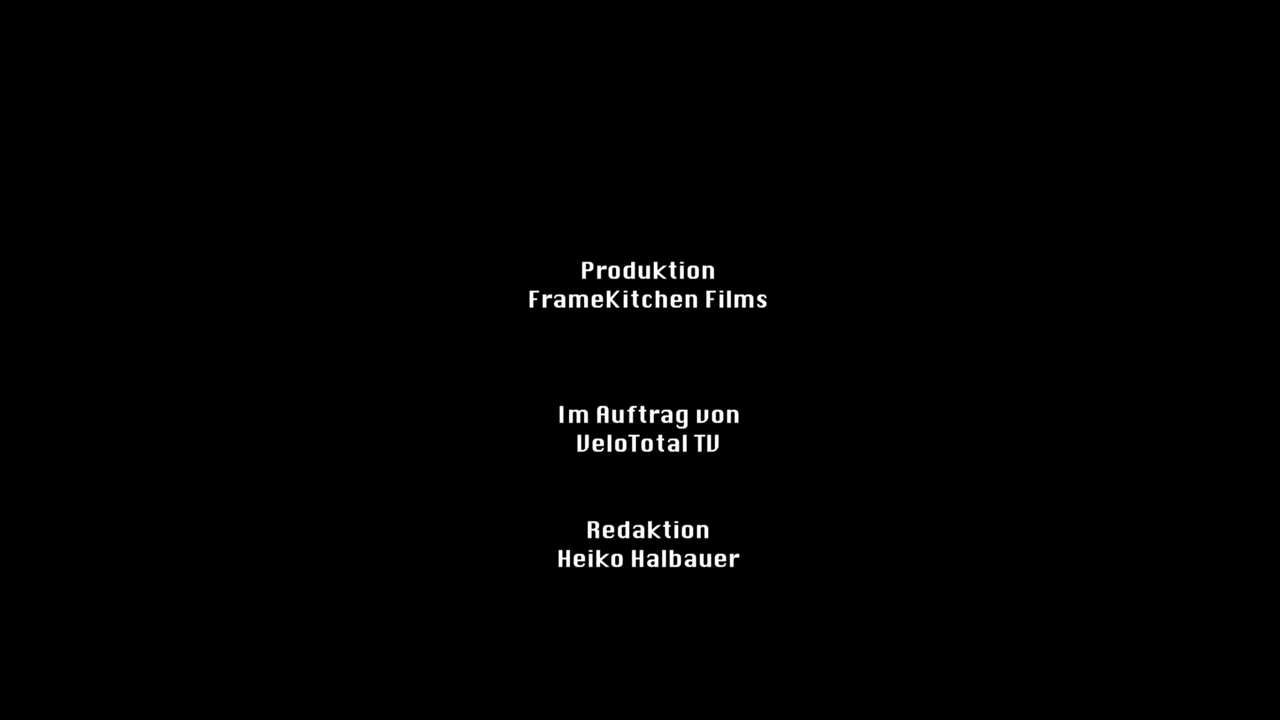 Produktion
FrameKitchen Films
Im Auftrag von
VeloTotal TV
Redaktion
Heiko Halbauer